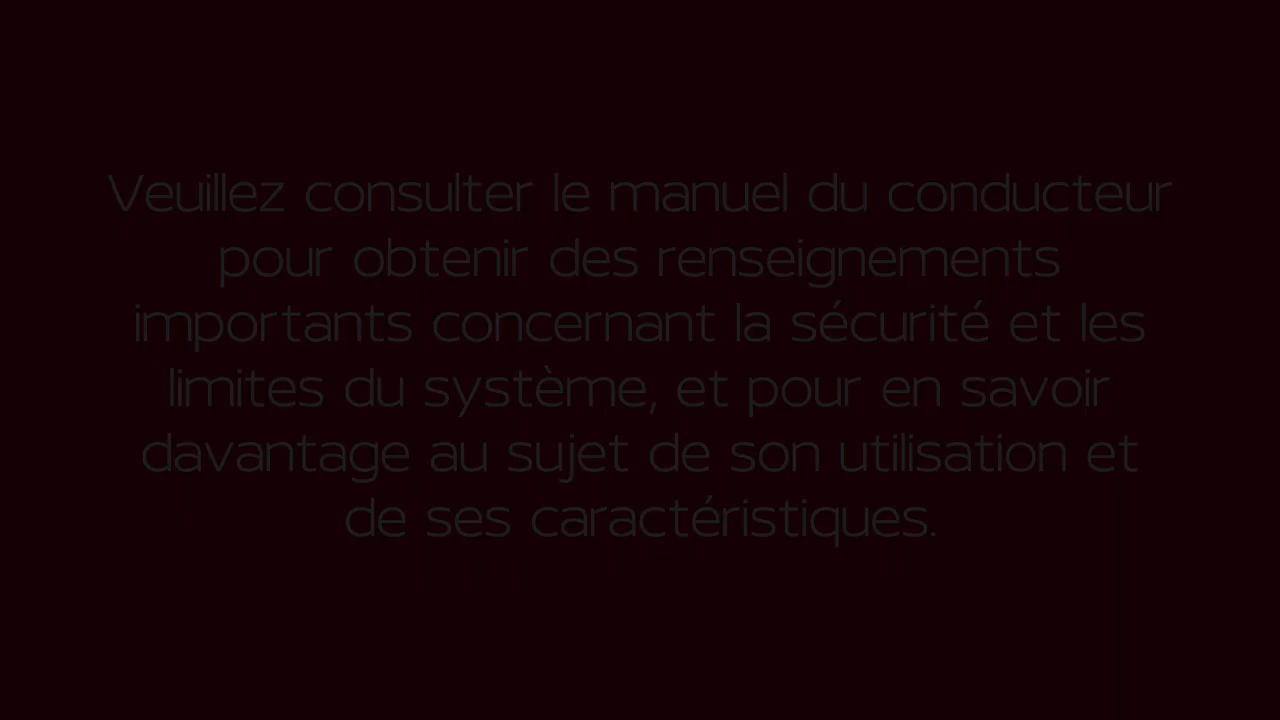 Veuillez consulter le manuel du conducteur
pour obtenir des renseignements
importants concernant la sécurité et les
limites du système, et pour en savoir
davantage au sujet de son utilisation et
de ses caractéristiques.